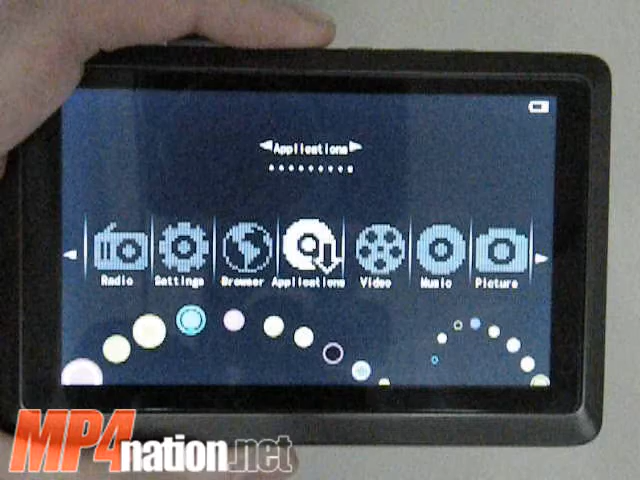 Applications
Radio Settings Browser Applications Video Music Picture
MP4nation.net